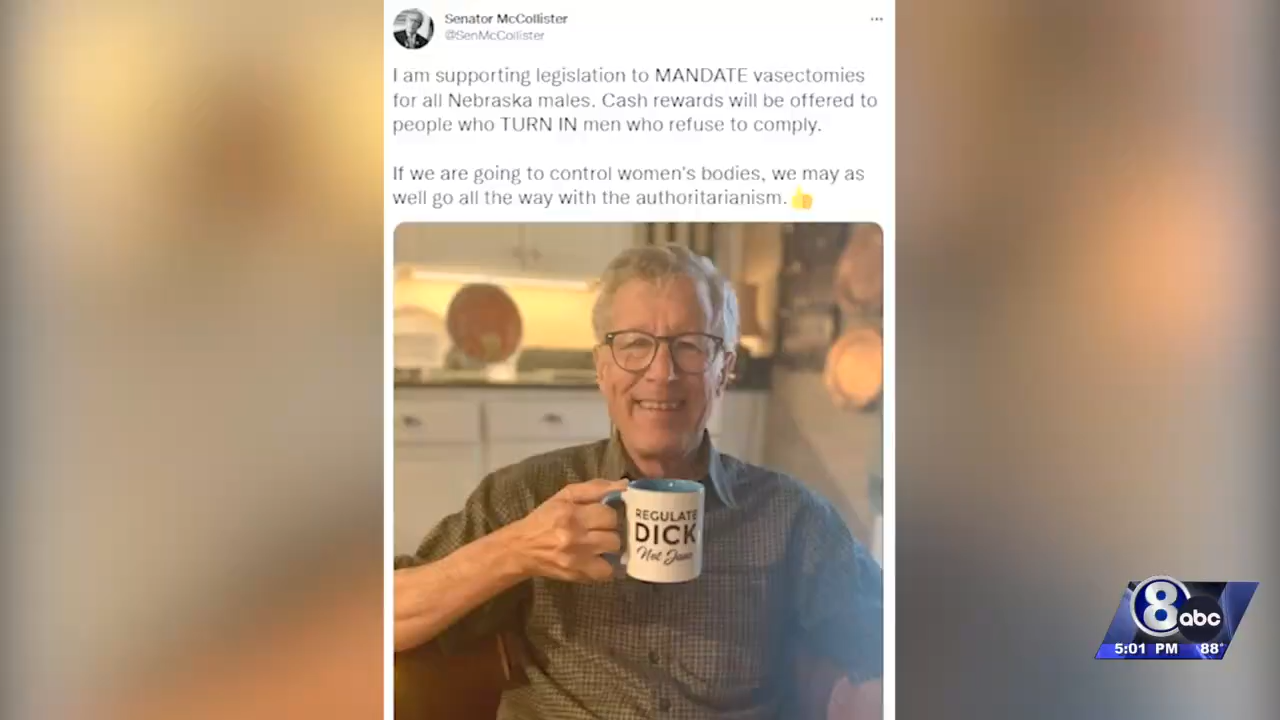 Senator McCollister
@SenMcCollister
I am supporting legislation to MANDATE vasectomies
for all Nebraska males. Cash rewards will be offered to
people who TURN IN men who refuse to comply.
If we are going to control women's bodies, we may as
well go all the way with the authoritarianism.👍
REGULATE
DICK
Not Jane
8 abc
5:01 PM 88°